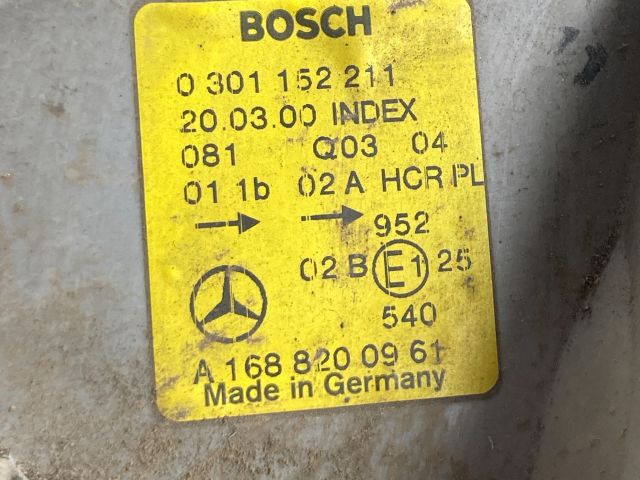 BOSCH
0 301 152 211
20.03.00 INDEX
081 Q03 04
01 1b 02 A HCR PL
952
02 B E1 25
540
A 168 820 09 61
Made in Germany